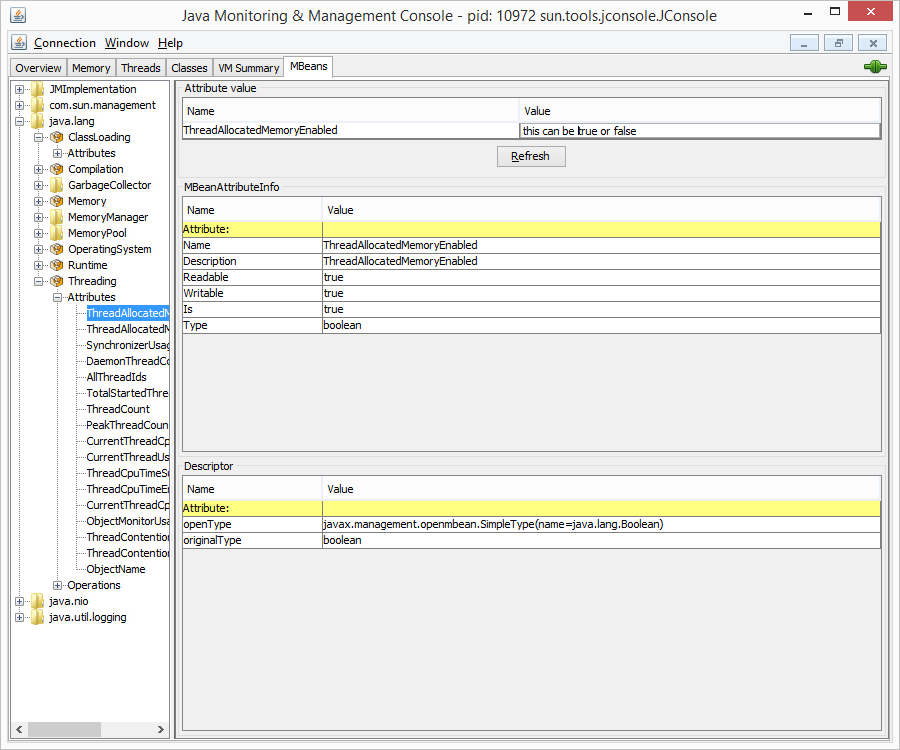 Java Monitoring & Management Console - pid: 10972 sun.tools.jconsole.JConsole
Connection Window Help
Overview Memory Threads Classes VM Summary MBeans
JMImplementation
com.sun.management
java.lang
ClassLoading
Attributes
Compilation
GarbageCollector
Memory
MemoryManager
MemoryPool
OperatingSystem
Runtime
Threading
Attributes
ThreadAllocatedM
ThreadAllocatedM
SynchronizerUsag
DaemonThreadCo
AllThreadIds
TotalStartedThre
ThreadCount
PeakThreadCoun
CurrentThreadCp
CurrentThreadUs
ThreadCpuTimeSu
ThreadCpuTimeEn
CurrentThreadCp
ObjectMonitorUsa
ThreadContention
ThreadContention
ObjectName
Operations
java.nio
java.util.logging
Attribute value
Name Value
ThreadAllocatedMemoryEnabled this can be true or false
Refresh
MBeanAttributeInfo
Name Value
Attribute:
Name ThreadAllocatedMemoryEnabled
Description ThreadAllocatedMemoryEnabled
Readable true
Writable true
Is true
Type boolean
Descriptor
Name Value
Attribute:
openType javax.management.openmbean.SimpleType(name=java.lang.Boolean)
originalType boolean